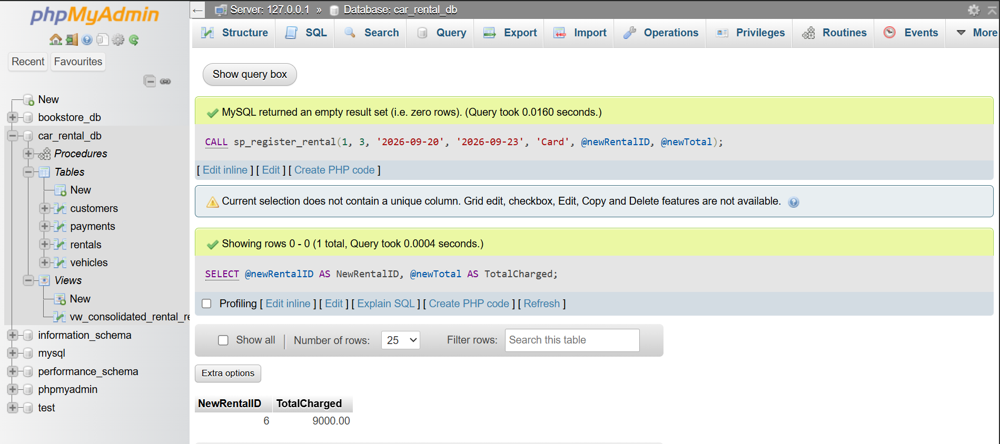 phpMyAdmin
Recent
Favourites
New
bookstore_db
car_rental_db
Procedures
Tables
New
customers
payments
rentals
vehicles
Views
New
vw_consolidated_rental_re
information_schema
mysql
performance_schema
phpmyadmin
test
Server: 127.0.0.1 » Database: car_rental_db
Structure SQL Search Query Export Import Operations Privileges Routines Events More
Show query box
MySQL returned an empty result set (i.e. zero rows). (Query took 0.0160 seconds.)
CALL sp_register_rental(1, 3, '2026-09-20', '2026-09-23', 'Card', @newRentalID, @newTotal);
[ Edit inline ] [ Edit ] [ Create PHP code ]
Current selection does not contain a unique column. Grid edit, checkbox, Edit, Copy and Delete features are not available.
Showing rows 0 - 0 (1 total, Query took 0.0004 seconds.)
SELECT @newRentalID AS NewRentalID, @newTotal AS TotalCharged;
Profiling [ Edit inline ] [ Edit ] [ Explain SQL ] [ Create PHP code ] [ Refresh ]
Show all | Number of rows: 25 Filter rows: Search this table
Extra options
NewRentalID TotalCharged
6 9000.00